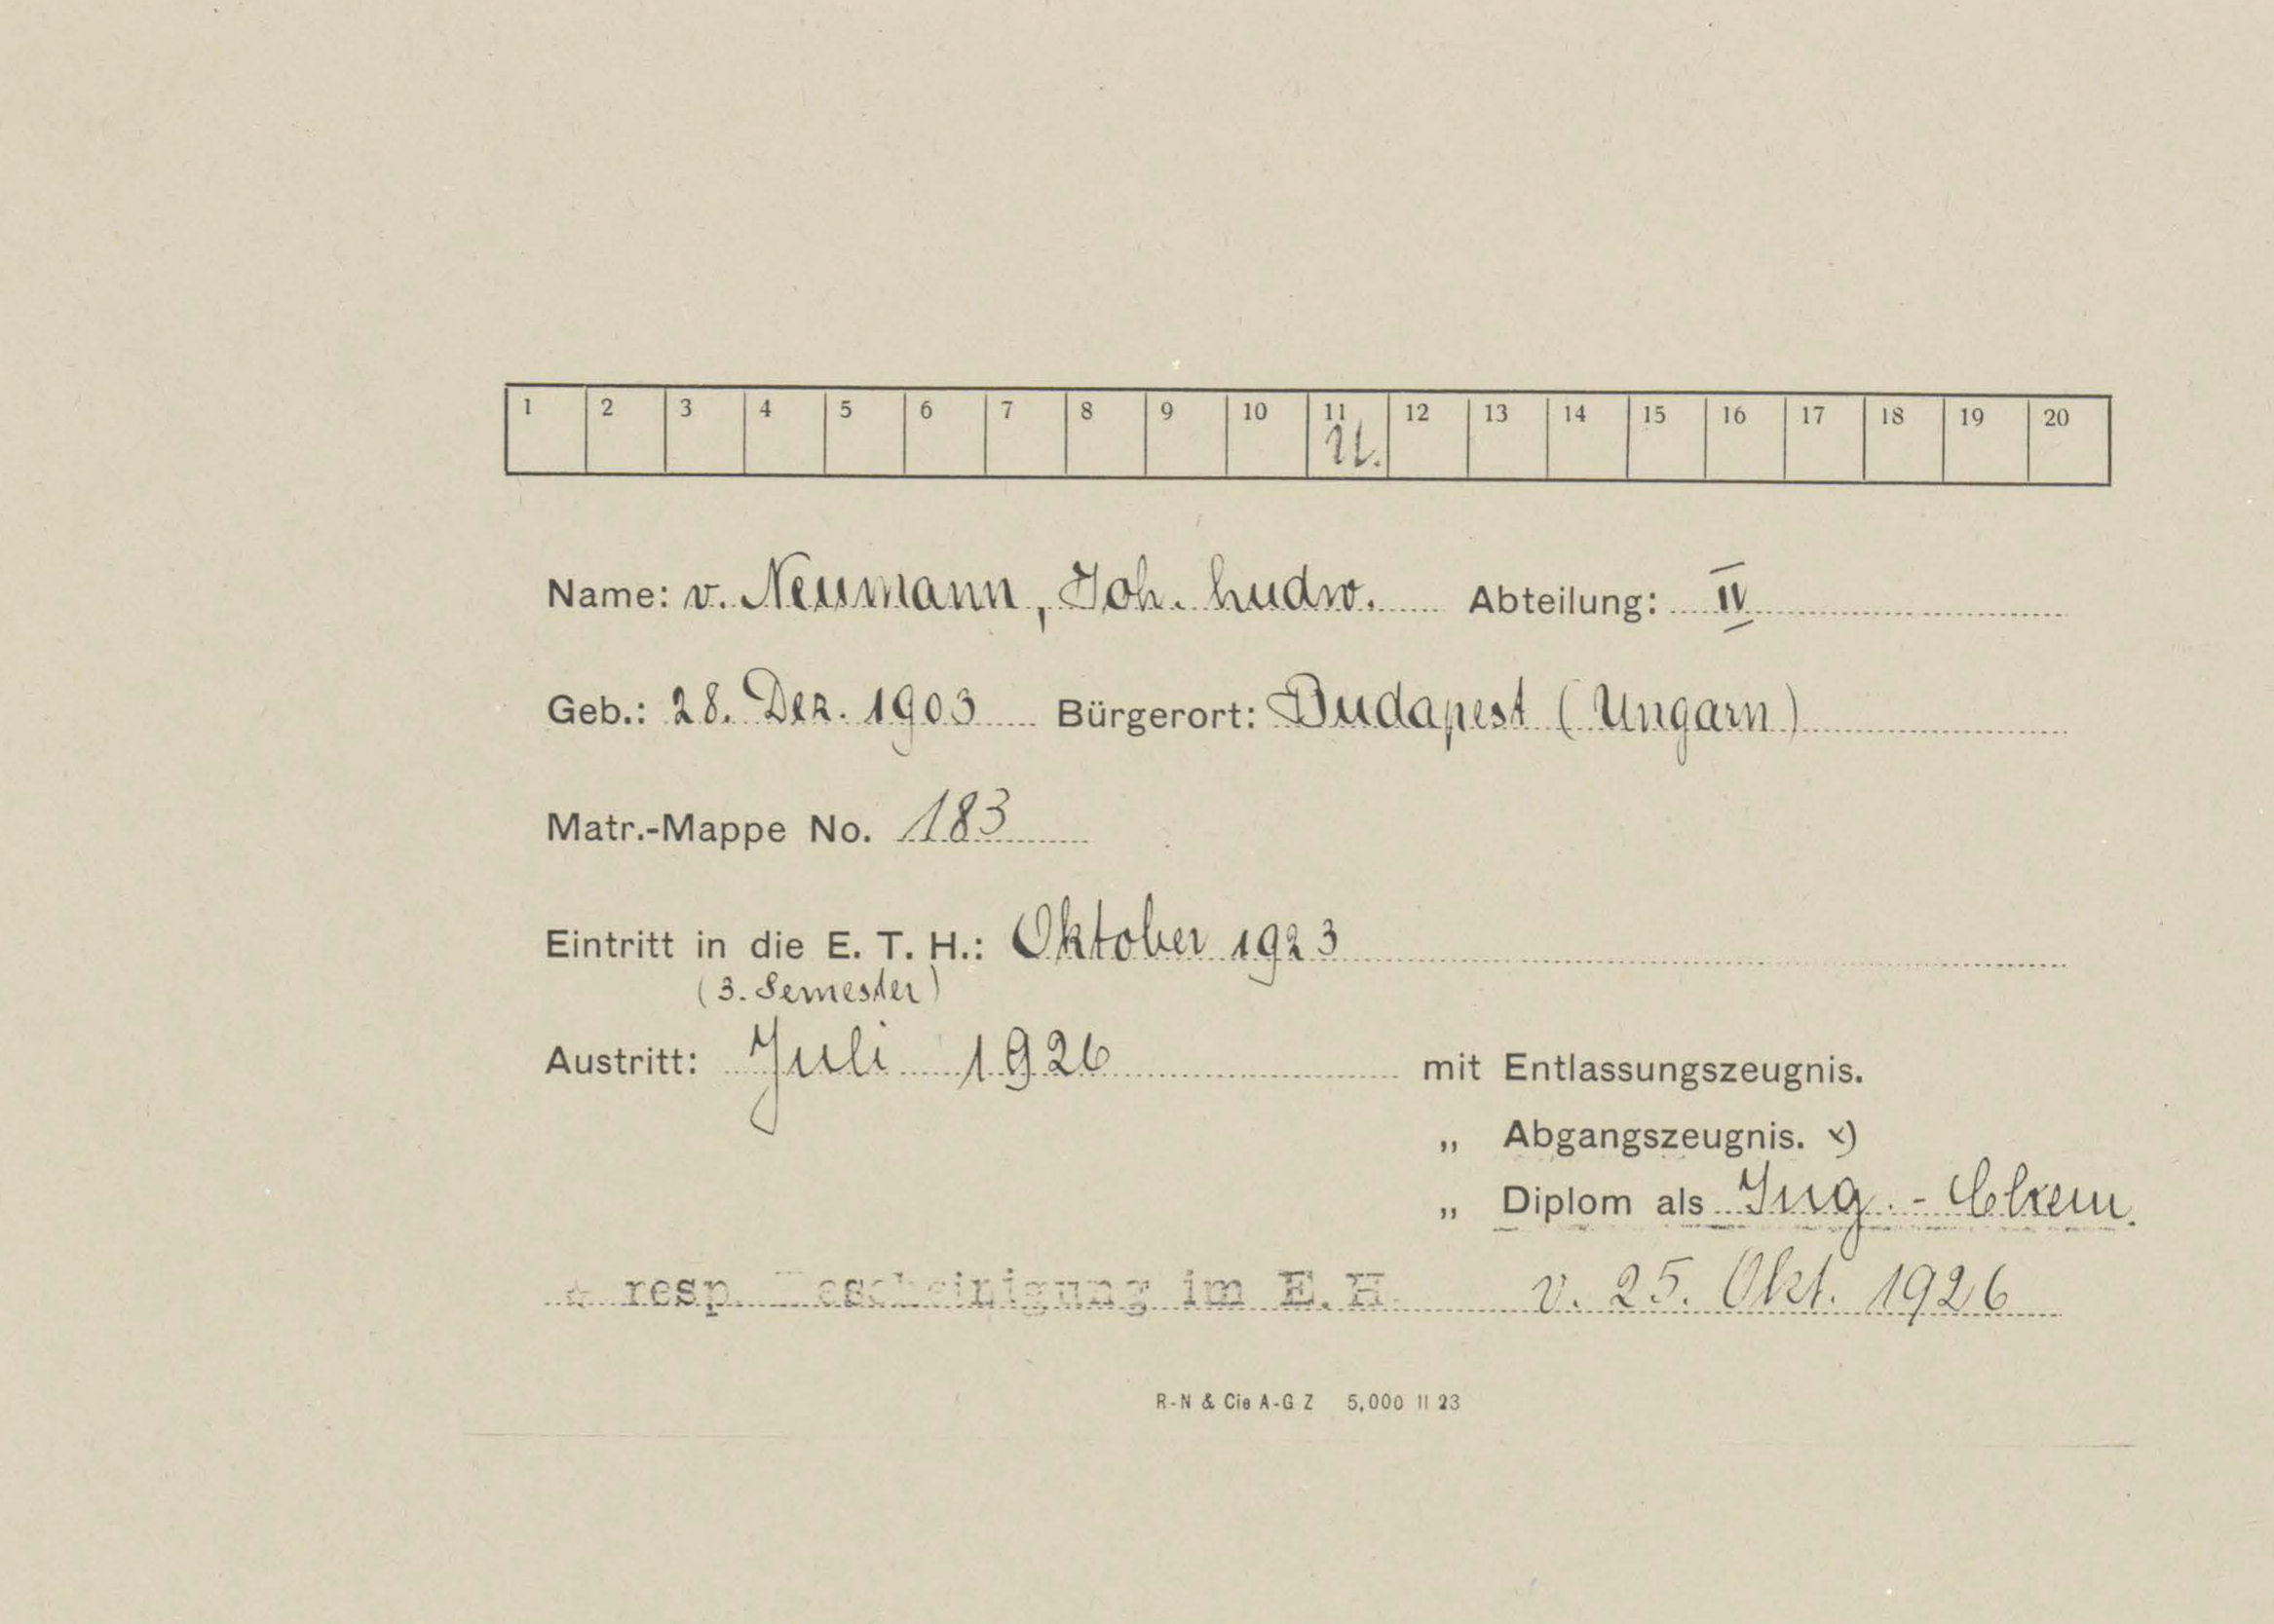 1 2 3 4 5 6 7 8 9 10 11 12 13 14 15 16 17 18 19 20
U.
Name: v. Neumann, Joh. Ludw. Abteilung: IV
Geb.: 28. Dez. 1903 Bürgerort: Budapest (Ungarn)
Matr.-Mappe No. 183
Eintritt in die E. T. H.: Oktober 1923
(3. Semester)
Austritt: Juli 1926 mit Entlassungszeugnis.
„ Abgangszeugnis. x)
„ Diplom als Ing.-Chem.
* resp. Bescheinigung im E.H. v. 25. Okt. 1926
R-N & Cie A-G Z 5,000 II 23